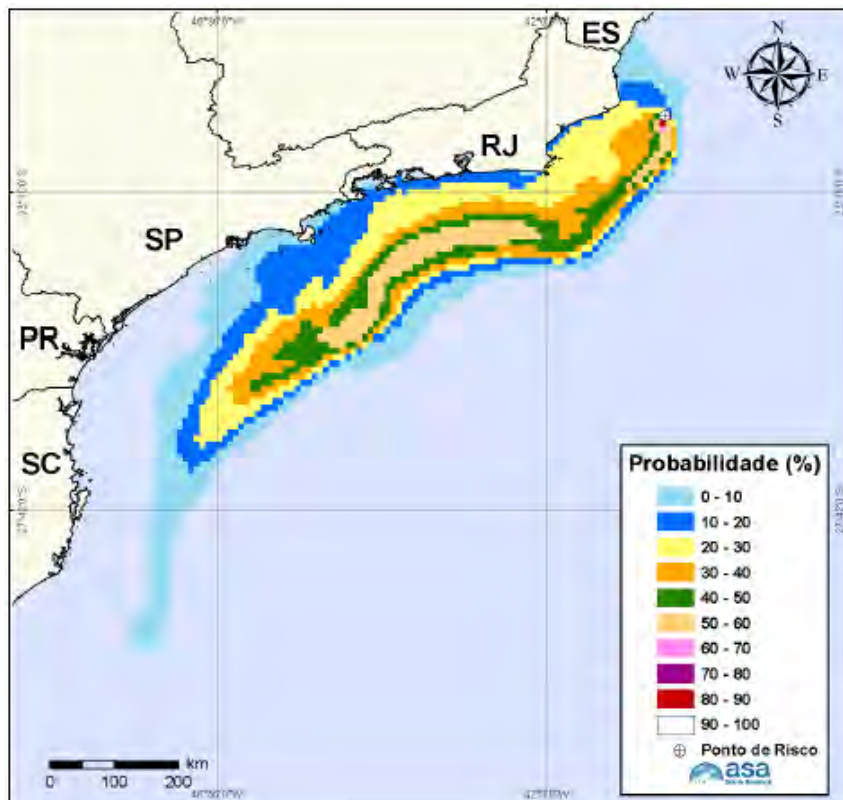 ES
N
W
E
S
RJ
SP
PR
SC
Probabilidade (%)
0 - 10
10 - 20
20 - 30
30 - 40
40 - 50
50 - 60
60 - 70
70 - 80
80 - 90
90 - 100
Ponto de Risco
asa
km
0 100 200